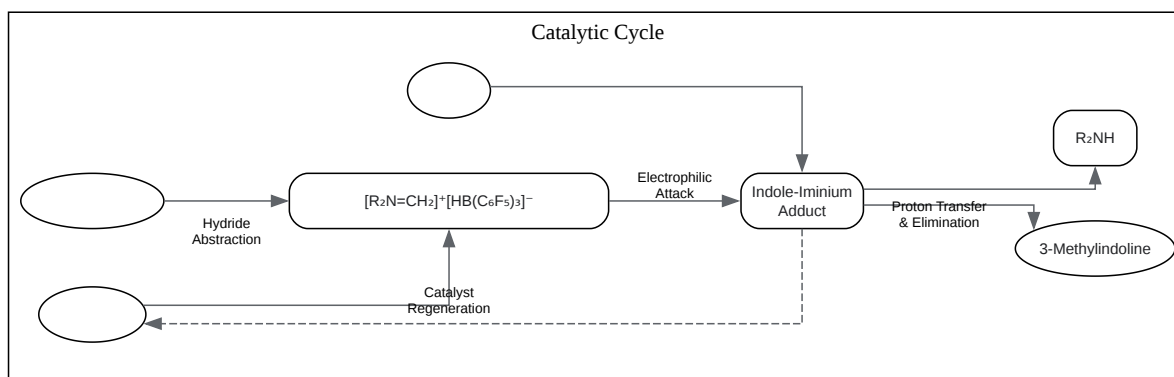 Catalytic Cycle
R₂NH
Electrophilic
Attack
[R₂N=CH₂]⁺[HB(C₆F₅)₃]⁻
Indole-Iminium
Adduct
Hydride
Abstraction
Proton Transfer
& Elimination
3-Methylindoline
Catalyst
Regeneration